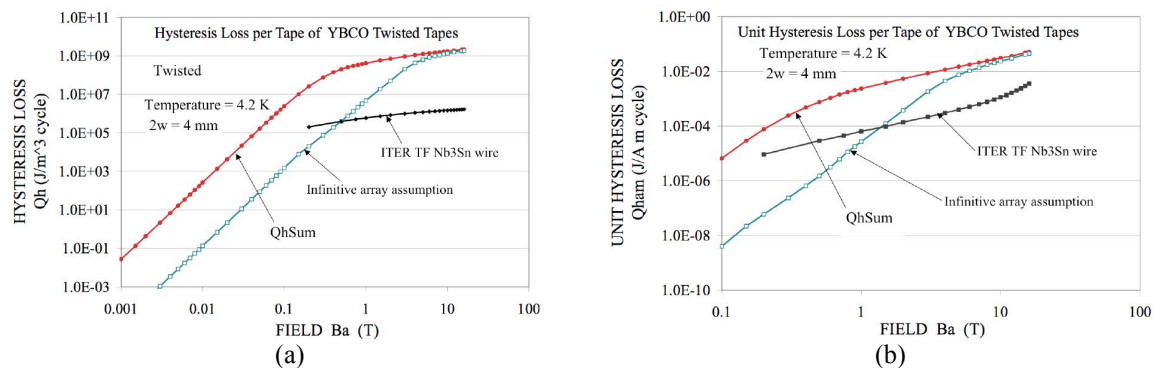 Hysteresis Loss per Tape of YBCO Twisted Tapes
Twisted
Temperature = 4.2 K
2w = 4 mm
ITER TF Nb3Sn wire
Infinitive array assumption
QhSum
HYSTERESIS LOSS
Qh (J/m^3 cycle)
1.0E+11
1.0E+09
1.0E+07
1.0E+05
1.0E+03
1.0E+01
1.0E-01
1.0E-03
0.001
0.01
0.1
1
10
100
FIELD Ba (T)
(a)
Unit Hysteresis Loss per Tape of YBCO Twisted Tapes
Temperature = 4.2 K
2w = 4 mm
ITER TF Nb3Sn wire
Infinitive array assumption
QhSum
UNIT HYSTERESIS LOSS
Qham (J/A m cycle)
1.0E+00
1.0E-02
1.0E-04
1.0E-06
1.0E-08
1.0E-10
0.1
1
10
100
FIELD Ba (T)
(b)